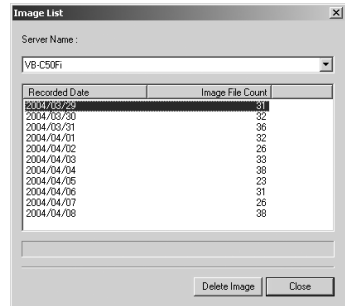 Image List
Server Name :
VB-C50Fi
Recorded Date Image File Count
2004/03/29 31
2004/03/30 32
2004/03/31 36
2004/04/01 32
2004/04/02 26
2004/04/03 33
2004/04/04 38
2004/04/05 23
2004/04/06 31
2004/04/07 26
2004/04/08 38
Delete Image Close